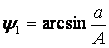 ψ₁ = arcsin a/A